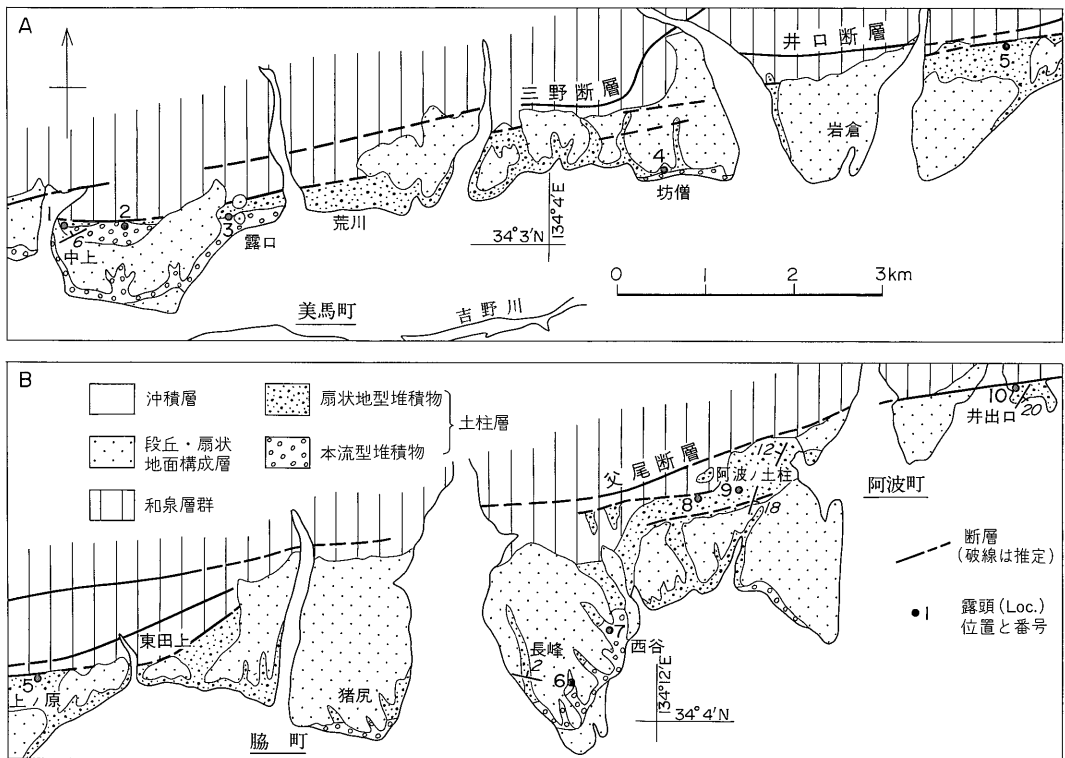 A
井口断層
三野断層
5
岩倉
4
坊僧
134°4′E
34°3′N
1
2
3
6
中上
露口
荒川
0 1 2 3km
美馬町
吉野川
B
沖積層
扇状地型堆積物
土柱層
段丘・扇状
地面構成層
本流型堆積物
和泉層群
10
20
井出口
父尾断層
12
阿波ノ土柱
8
9
18
阿波町
断層
(破線は推定)
•1 露頭(Loc.)
位置と番号
東田上
5
上ノ原
猪尻
脇町
長峰
2
7
西谷
6
134°12′E
34°4′N